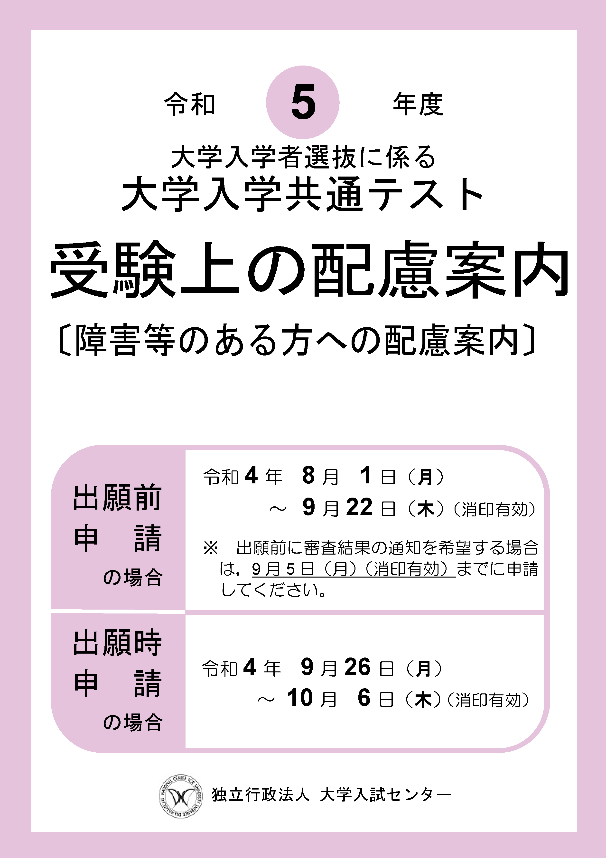 令和 5 年度
大学入学者選抜に係る
大学入学共通テスト
受験上の配慮案内
〔障害等のある方への配慮案内〕
出願前
申 請
の場合
令和 4 年 8 月 1 日（月）
～ 9 月 22 日（木）（消印有効）
※ 出願前に審査結果の通知を希望する場合
は，9月5日（月）（消印有効）までに申請
してください。
出願時
申 請
の場合
令和 4 年 9 月 26 日（月）
～ 10 月 6 日（木）（消印有効）
独立行政法人 大学入試センター